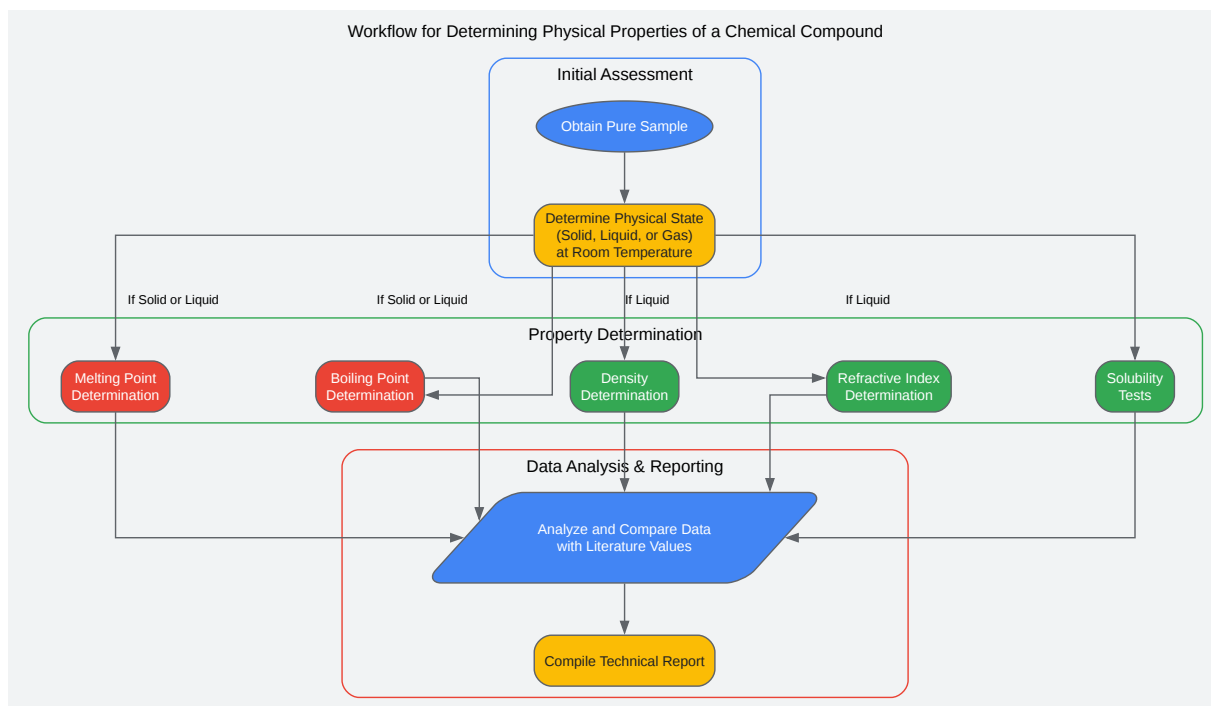 Workflow for Determining Physical Properties of a Chemical Compound
Initial Assessment
Obtain Pure Sample
Determine Physical State
(Solid, Liquid, or Gas)
at Room Temperature
If Solid or Liquid
If Solid or Liquid
If Liquid
If Liquid
Property Determination
Melting Point
Determination
Boiling Point
Determination
Density
Determination
Refractive Index
Determination
Solubility
Tests
Data Analysis & Reporting
Analyze and Compare Data
with Literature Values
Compile Technical Report